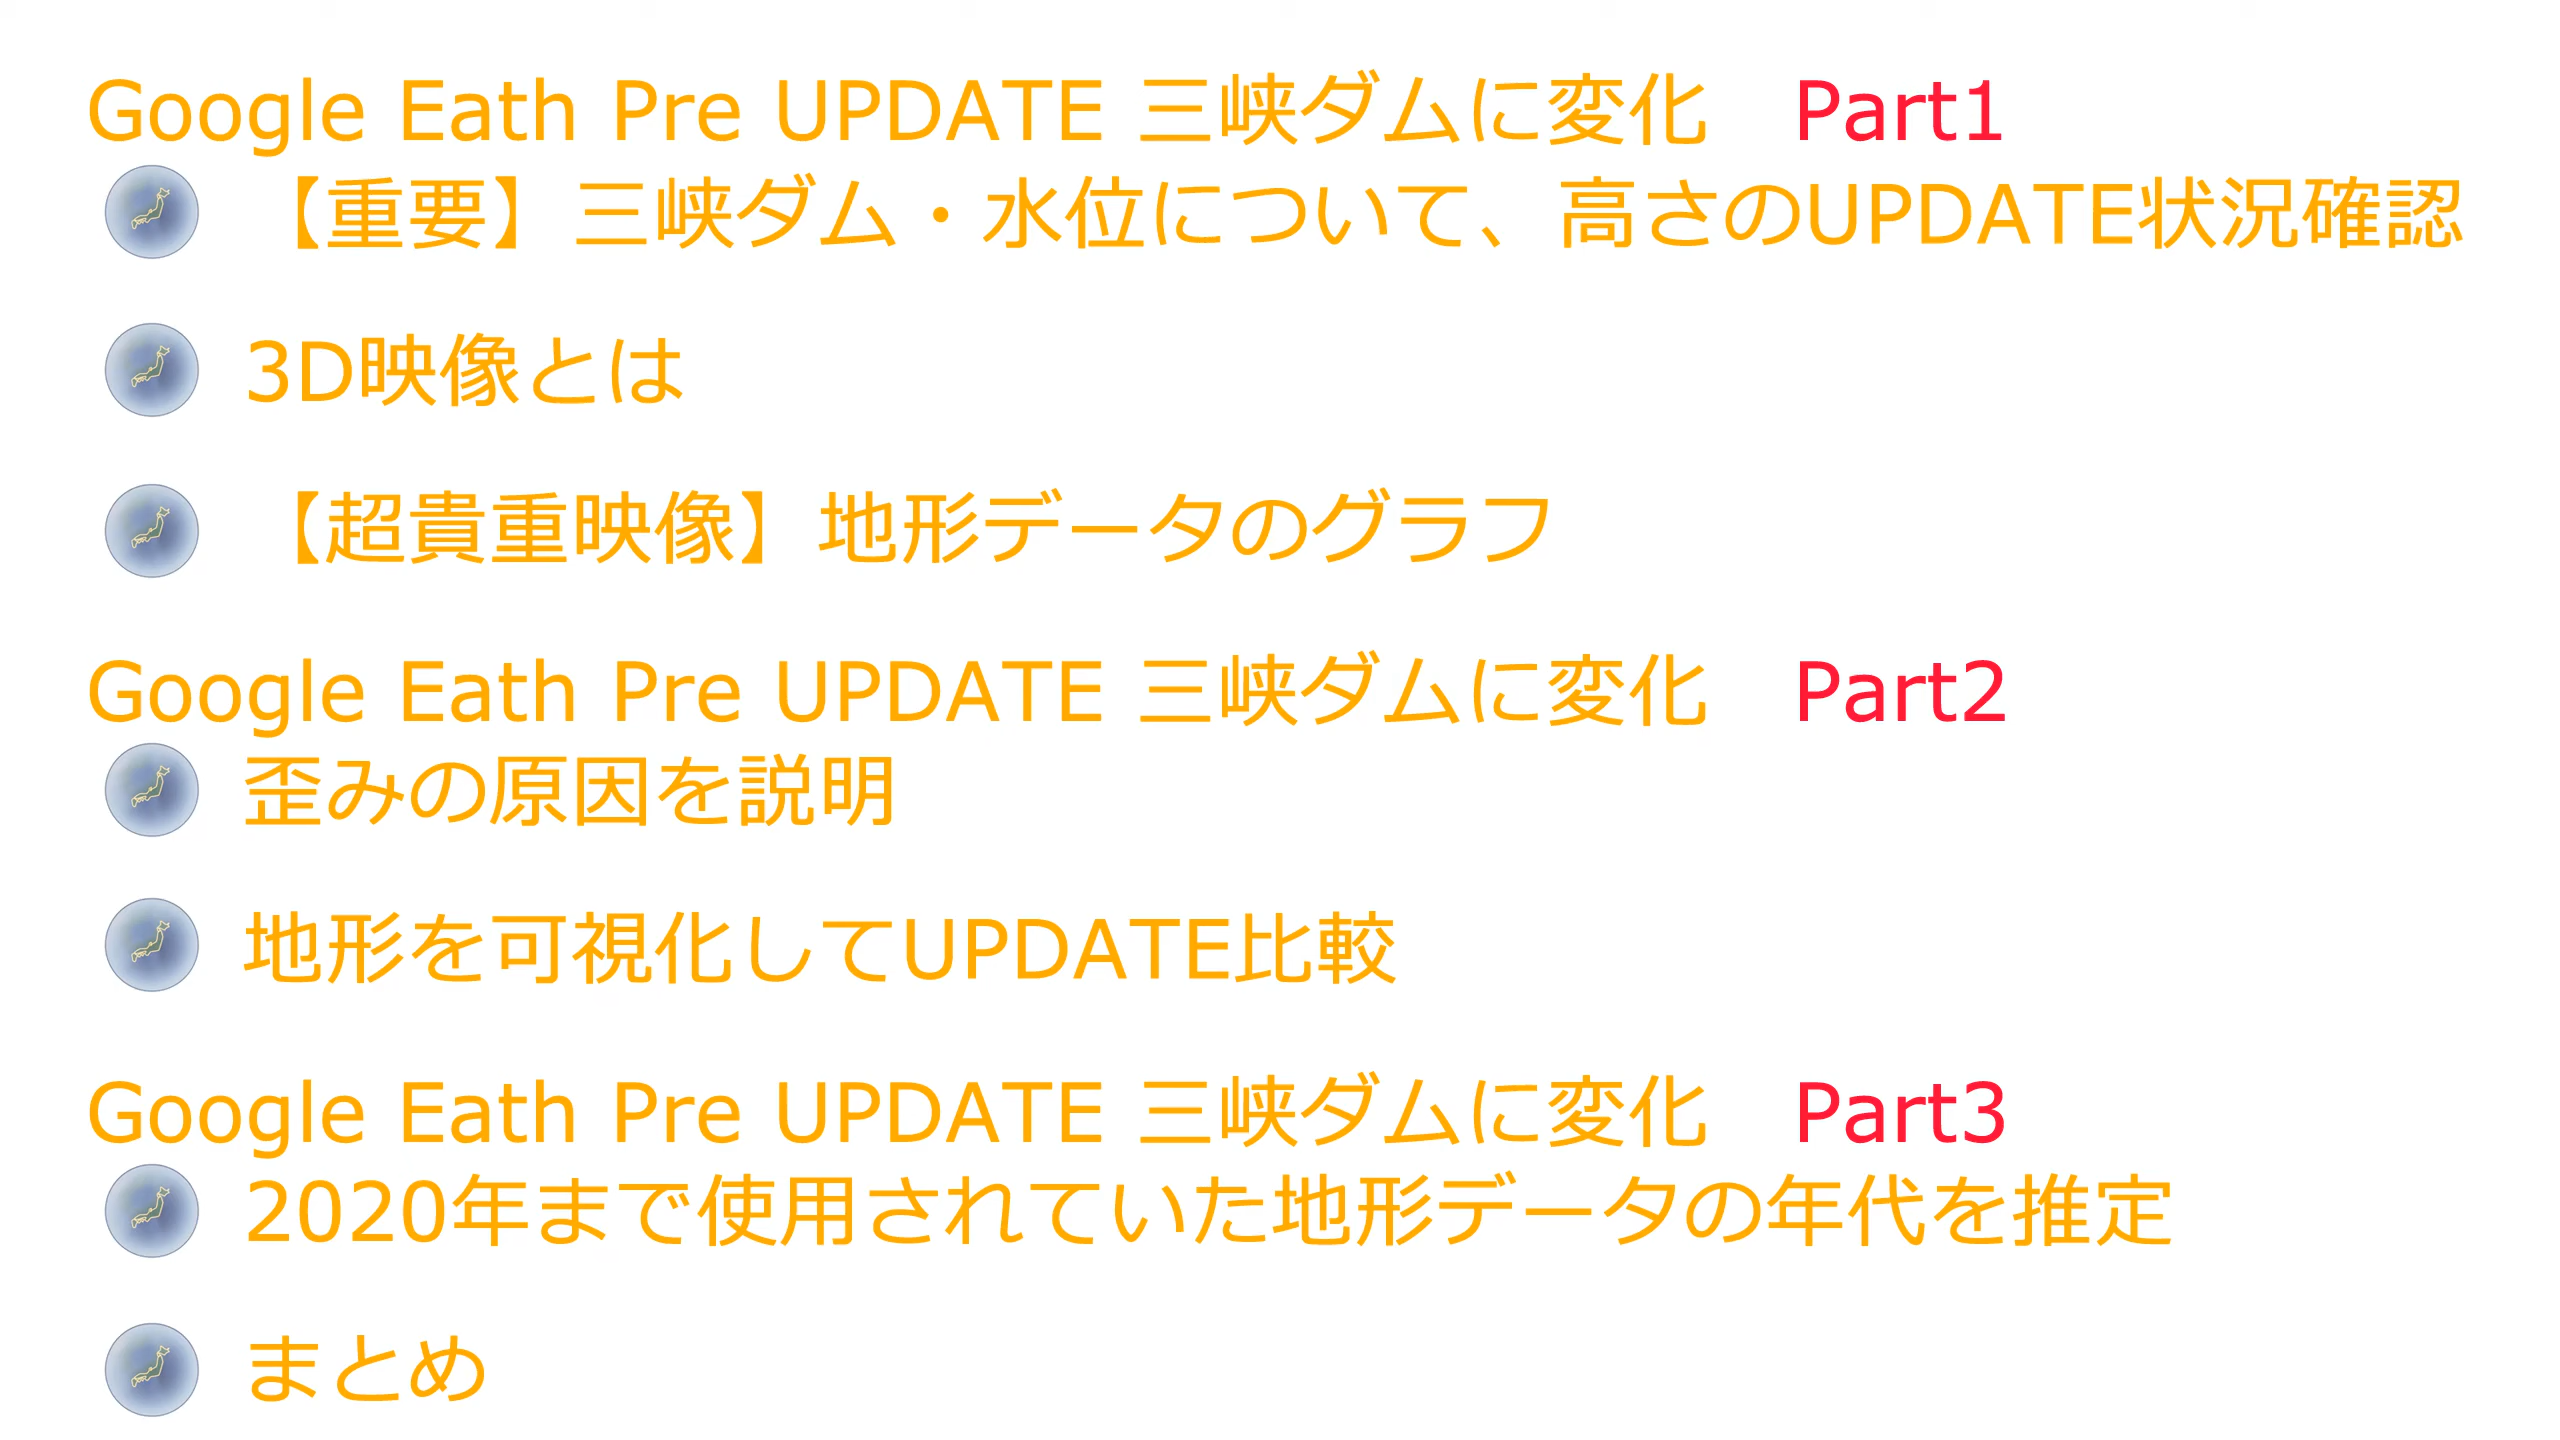 Google Eath Pre UPDATE 三峡ダムに変化　Part1
【重要】三峡ダム・水位について、高さのUPDATE状況確認
3D映像とは
【超貴重映像】地形データのグラフ
Google Eath Pre UPDATE 三峡ダムに変化　Part2
歪みの原因を説明
地形を可視化してUPDATE比較
Google Eath Pre UPDATE 三峡ダムに変化　Part3
2020年まで使用されていた地形データの年代を推定
まとめ